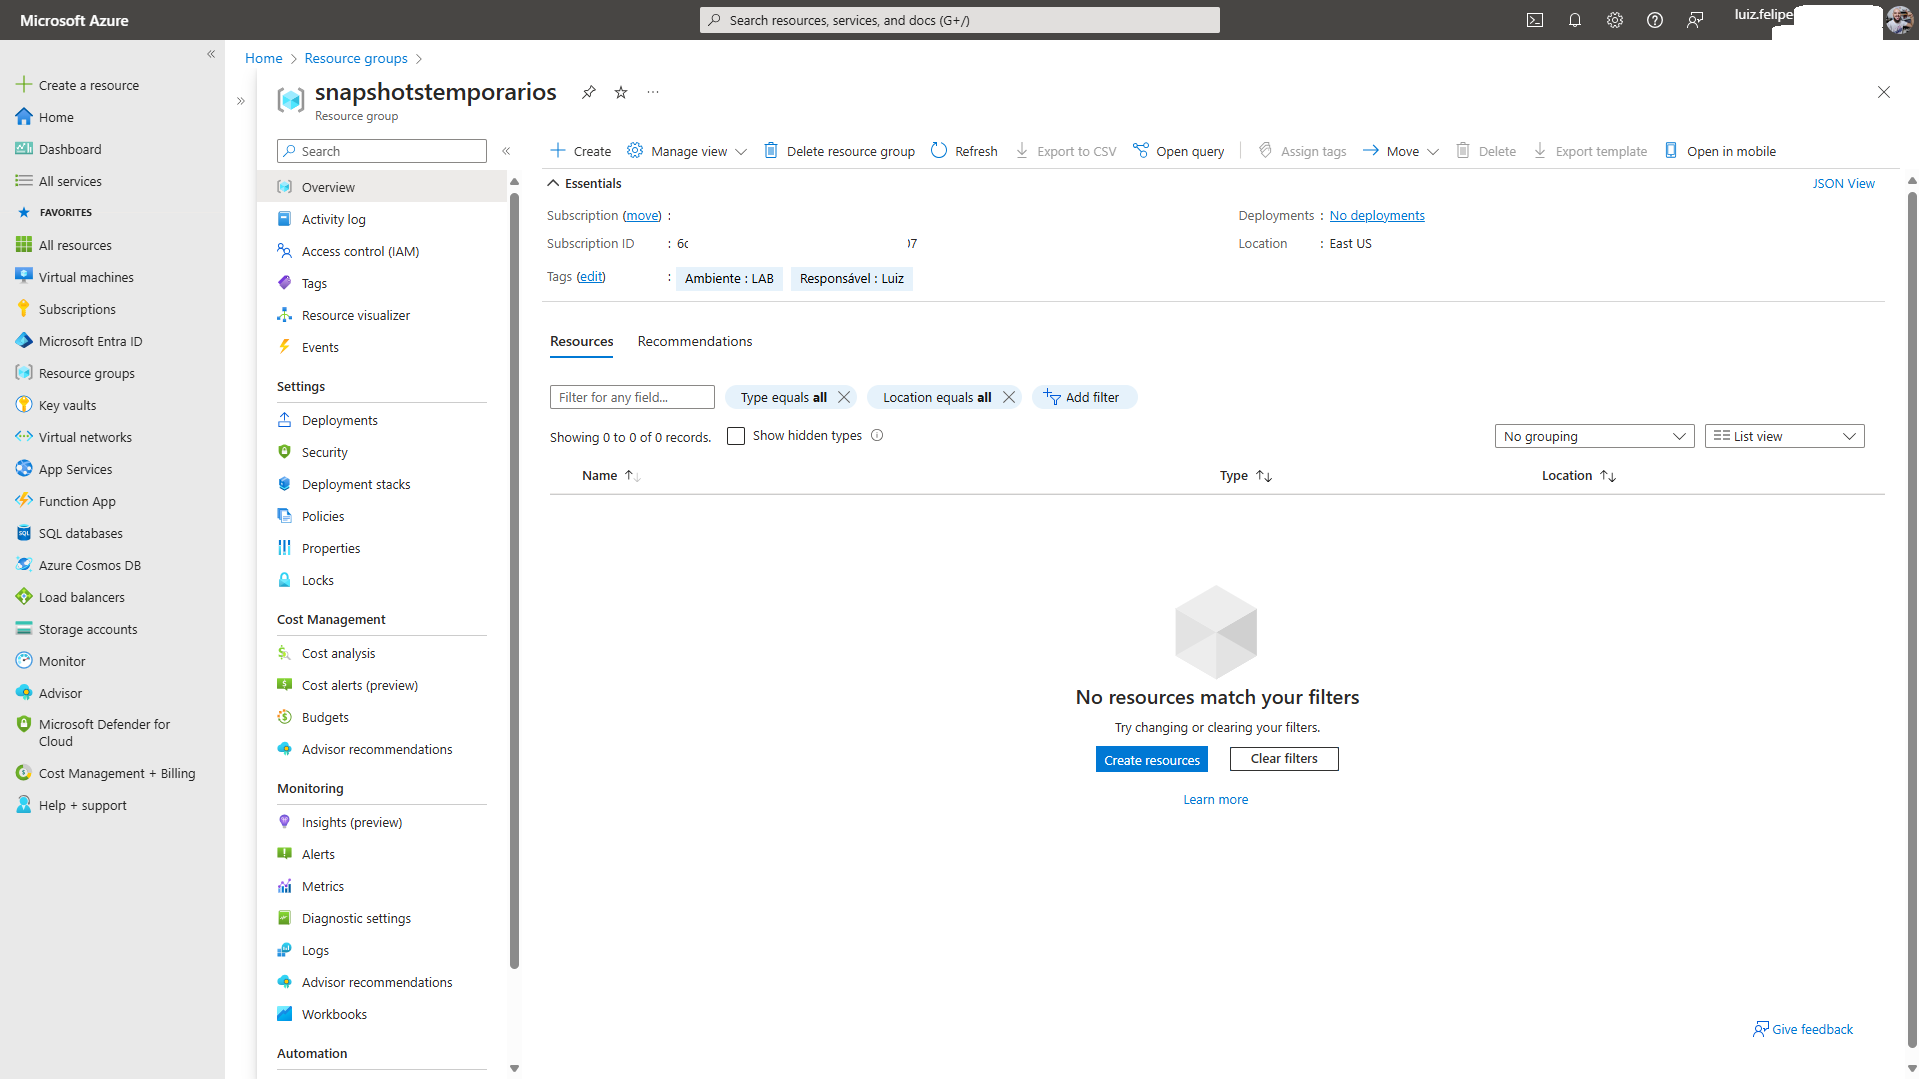 Microsoft Azure
Search resources, services, and docs (G+/)
luiz.felipe
Create a resource
Home
Dashboard
All services
FAVORITES
All resources
Virtual machines
Subscriptions
Microsoft Entra ID
Resource groups
Key vaults
Virtual networks
App Services
Function App
SQL databases
Azure Cosmos DB
Load balancers
Storage accounts
Monitor
Advisor
Microsoft Defender for
Cloud
Cost Management + Billing
Help + support
Home > Resource groups >
snapshotstemporarios
Resource group
Search
Overview
Activity log
Access control (IAM)
Tags
Resource visualizer
Events
Settings
Deployments
Security
Deployment stacks
Policies
Properties
Locks
Cost Management
Cost analysis
Cost alerts (preview)
Budgets
Advisor recommendations
Monitoring
Insights (preview)
Alerts
Metrics
Diagnostic settings
Logs
Advisor recommendations
Workbooks
Automation
Create Manage view Delete resource group Refresh Export to CSV Open query Assign tags Move Delete Export template Open in mobile
Essentials
JSON View
Subscription (move) :
Subscription ID :
Tags (edit) : Ambiente : LAB Responsável : Luiz
Deployments : No deployments
Location : East US
Resources Recommendations
Filter for any field... Type equals all Location equals all Add filter
Showing 0 to 0 of 0 records. Show hidden types
No grouping List view
Name Type Location
No resources match your filters
Try changing or clearing your filters.
Create resources Clear filters
Learn more
Give feedback